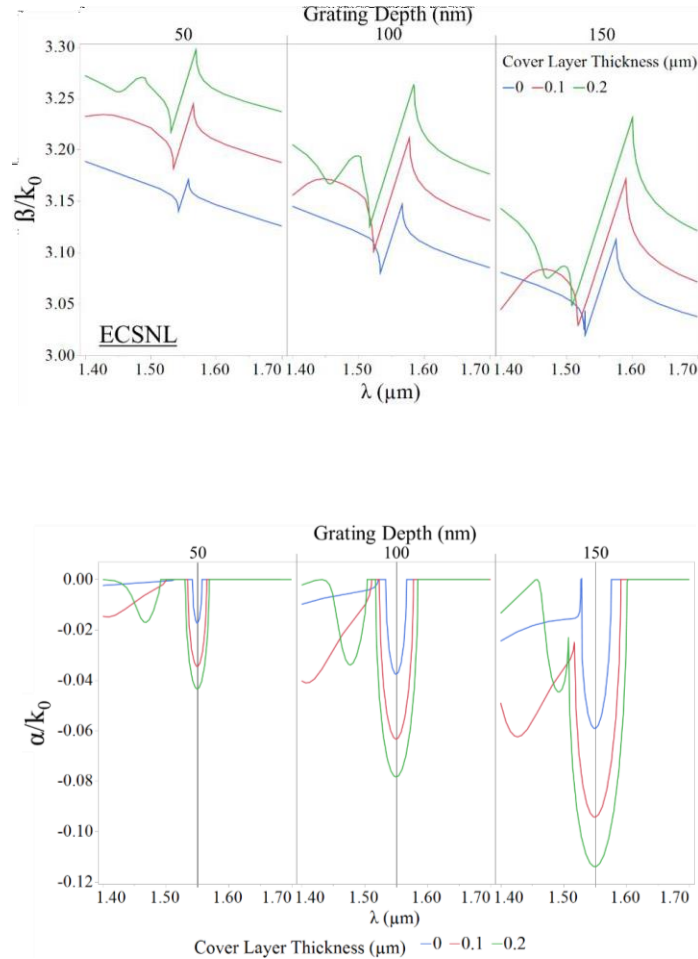 Grating Depth (nm)
50 100 150
3.30
3.25
3.20
3.15
3.10
3.05
3.00
ß/k0
Cover Layer Thickness (µm)
0 0.1 0.2
ECSNL
1.40 1.50 1.60 1.70 1.40 1.50 1.60 1.70 1.40 1.50 1.60 1.70
λ (µm)
Grating Depth (nm)
50 100 150
0.00
-0.02
-0.04
-0.06
-0.08
-0.10
-0.12
α/k0
1.40 1.50 1.60 1.70 1.40 1.50 1.60 1.70 1.40 1.50 1.60 1.70
λ (µm)
Cover Layer Thickness (µm) 0 0.1 0.2